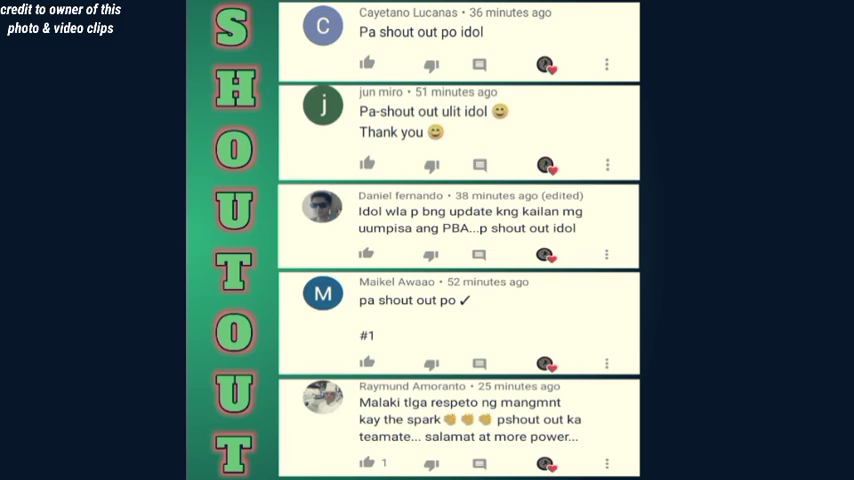 credit to owner of this
photo & video clips
SHOUTOUT
Cayetano Lucanas • 36 minutes ago
Pa shout out po idol
j
jun miro • 51 minutes ago
Pa-shout out ulit idol 😄
Thank you 😄
Daniel fernando • 38 minutes ago (edited)
Idol wla p bng update kng kailan mg
uumpisa ang PBA...p shout out idol
M
Maikel Awaao • 52 minutes ago
pa shout out po ✓
#1
Raymund Amoranto • 25 minutes ago
Malaki tlga respeto ng mangmnt
kay the spark👏👏👏 pshout out ka
teamate... salamat at more power...
1
C